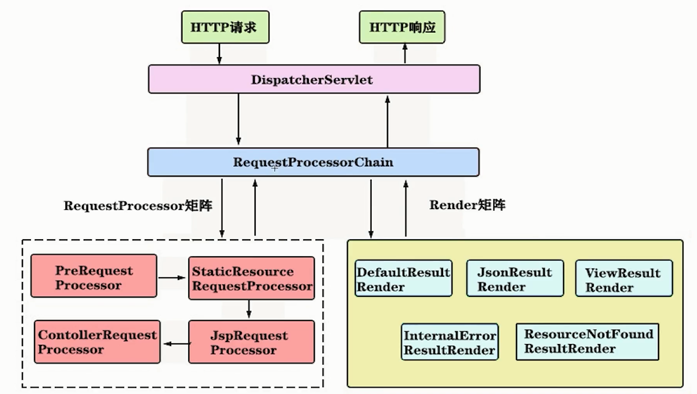 HTTP请求
HTTP响应
DispatcherServlet
RequestProcessorChain
RequestProcessor矩阵
Render矩阵
PreRequest
Processor
StaticResource
RequestProcessor
ContollerRequest
Processor
JspRequest
Processor
DefaultResult
Render
JsonResult
Render
ViewResult
Render
InternalError
ResultRender
ResourceNotFound
ResultRender